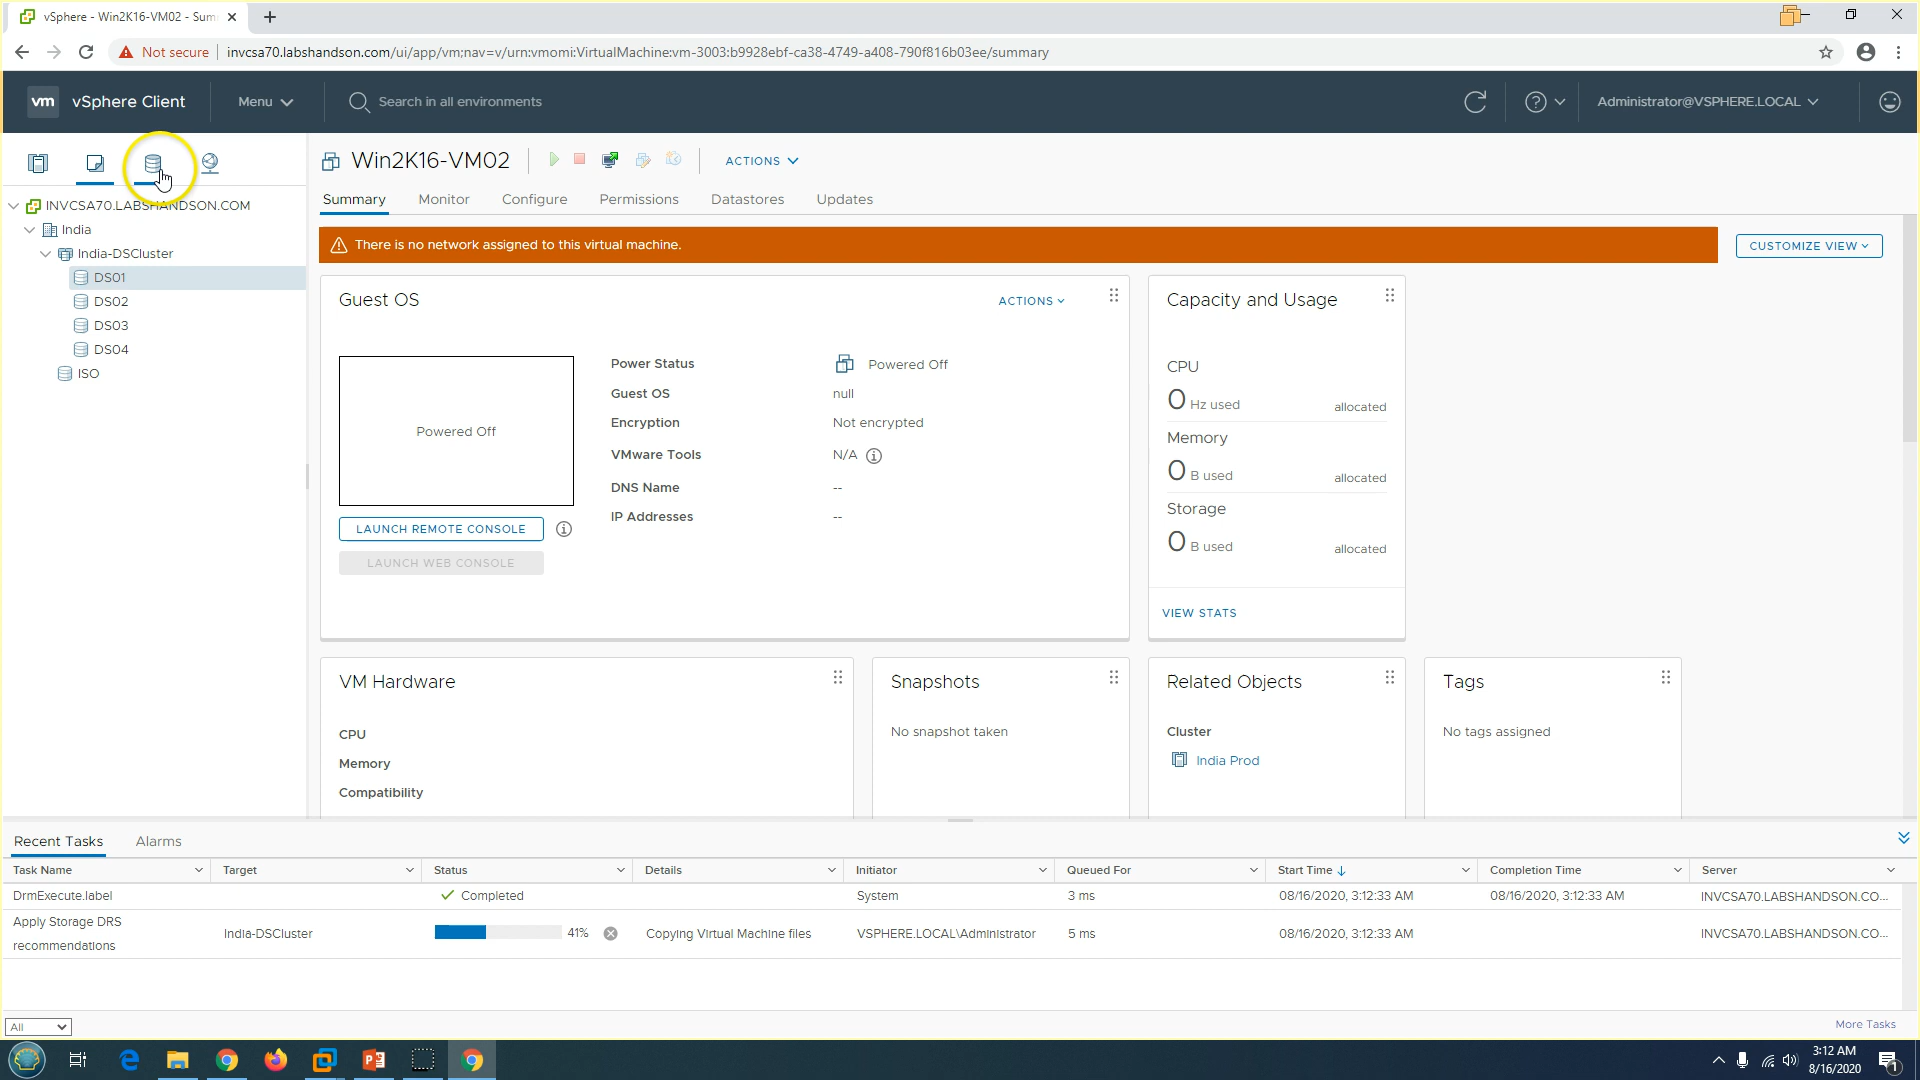 vSphere - Win2K16-VM02 - Sum
Not secure
invcsa70.labshandson.com/ui/app/vm;nav=v/urn:vmomi:VirtualMachine:vm-3003:b9928ebf-ca38-4749-a408-790f816b03ee/summary
vm vSphere Client
Menu
Search in all environments
Administrator@VSPHERE.LOCAL
Win2K16-VM02
ACTIONS
Summary Monitor Configure Permissions Datastores Updates
INVCSA70.LABSHANDSON.COM
India
India-DSCluster
DS01
DS02
DS03
DS04
ISO
There is no network assigned to this virtual machine.
CUSTOMIZE VIEW
Guest OS
ACTIONS
Powered Off
LAUNCH REMOTE CONSOLE
LAUNCH WEB CONSOLE
Power Status Powered Off
Guest OS null
Encryption Not encrypted
VMware Tools N/A
DNS Name --
IP Addresses --
Capacity and Usage
CPU
0 Hz used allocated
Memory
0 B used allocated
Storage
0 B used allocated
VIEW STATS
VM Hardware
CPU
Memory
Compatibility
Snapshots
No snapshot taken
Related Objects
Cluster
India Prod
Tags
No tags assigned
Recent Tasks Alarms
Task Name Target Status Details Initiator Queued For Start Time Completion Time Server
DrmExecute.label Completed System 3 ms 08/16/2020, 3:12:33 AM 08/16/2020, 3:12:33 AM INVCSA70.LABSHANDSON.CO...
Apply Storage DRS
recommendations
India-DSCluster 41% Copying Virtual Machine files VSPHERE.LOCAL\Administrator 5 ms 08/16/2020, 3:12:33 AM INVCSA70.LABSHANDSON.CO...
All
More Tasks
3:12 AM
8/16/2020
1